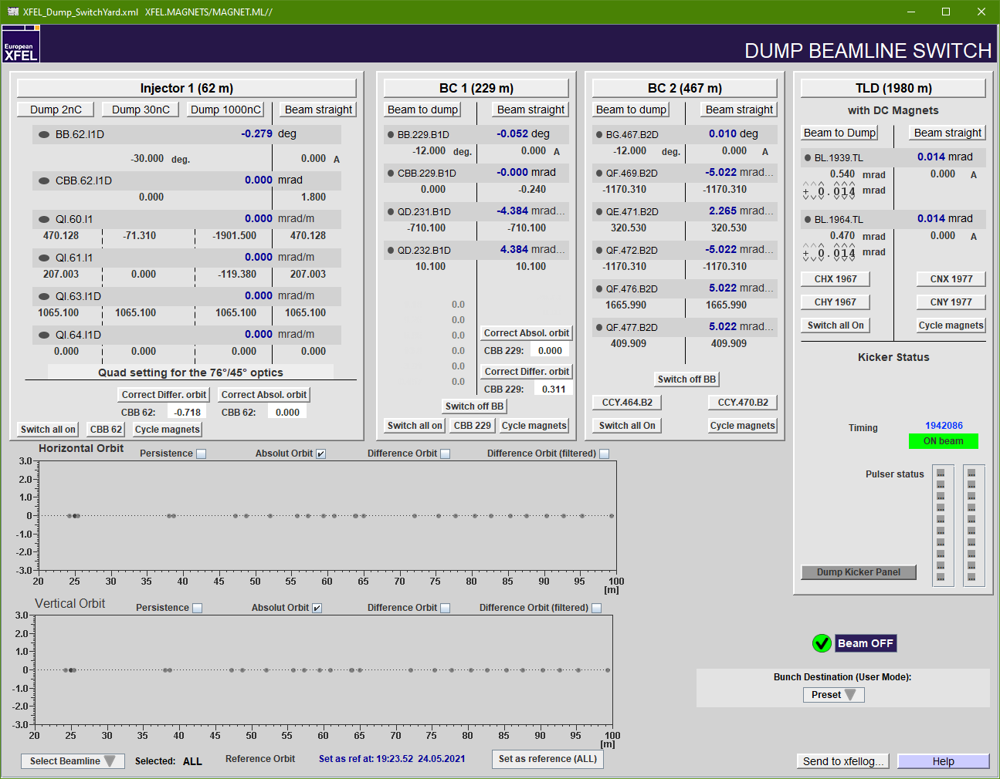 XFEL_Dump_SwitchYard.xml XFEL.MAGNETS/MAGNET.ML//
European
XFEL
DUMP BEAMLINE SWITCH
Injector 1 (62 m)
Dump 2nC Dump 30nC Dump 1000nC Beam straight
BB.62.I1D -0.279 deg
-30.000 deg. 0.000 A
CBB.62.I1D 0.000 mrad
0.000 1.800
QI.60.I1 0.000 mrad/m
470.128 -71.310 -1901.500 470.128
QI.61.I1 0.000 mrad/m
207.003 0.000 -119.380 207.003
QI.63.I1D 0.000 mrad/m
1065.100 1065.100 1065.100 1065.100
QI.64.I1D 0.000 mrad/m
0.000 0.000 0.000 0.000
Quad setting for the 76°/45° optics
Correct Differ. orbit Correct Absol. orbit
CBB 62: -0.718 CBB 62: 0.000
Switch all on CBB 62 Cycle magnets
BC 1 (229 m)
Beam to dump Beam straight
BB.229.B1D -0.052 deg
-12.000 deg. 0.000 A
CBB.229.B1D -0.000 mrad
0.000 -0.240
QD.231.B1D -4.384 mrad...
-710.100 -710.100
QD.232.B1D 4.384 mrad...
10.100 10.100
0.0
0.0
0.0 Correct Absol. orbit
0.0 CBB 229: 0.000
0.0 Correct Differ. orbit
0.0 CBB 229: 0.311
Switch off BB
Switch all on CBB 229 Cycle magnets
BC 2 (467 m)
Beam to dump Beam straight
BG.467.B2D 0.010 deg
-12.000 deg. 0.000 A
QF.469.B2D -5.022 mrad...
-1170.310 -1170.310
QE.471.B2D 2.265 mrad...
320.530 320.530
QF.472.B2D -5.022 mrad...
-1170.310 -1170.310
QF.476.B2D 5.022 mrad...
1665.990 1665.990
QF.477.B2D 5.022 mrad...
409.909 409.909
Switch off BB
CCY.464.B2 CCY.470.B2
Switch all On Cycle magnets
TLD (1980 m)
with DC Magnets
Beam to Dump Beam straight
BL.1939.TL 0.014 mrad
0.540 mrad 0.000 A
+ 0.014 mrad
BL.1964.TL 0.014 mrad
0.470 mrad 0.000 A
+ 0.014 mrad
CHX 1967 CNX 1977
CHY 1967 CNY 1977
Switch all On Cycle magnets
Kicker Status
Timing 1942086
ON beam
Pulser status
Dump Kicker Panel
Horizontal Orbit Persistence Absolut Orbit Difference Orbit Difference Orbit (filtered)
3.0
2.0
1.0
0
-1.0
-2.0
-3.0
20 25 30 35 40 45 50 55 60 65 70 75 80 85 90 95 100
[m]
Vertical Orbit Persistence Absolut Orbit Difference Orbit Difference Orbit (filtered)
3.0
2.0
1.0
0
-1.0
-2.0
-3.0
20 25 30 35 40 45 50 55 60 65 70 75 80 85 90 95 100
[m]
Beam OFF
Bunch Destination (User Mode):
Preset
Select Beamline Selected: ALL Reference Orbit Set as ref at: 19:23.52 24.05.2021 Set as reference (ALL)
Send to xfellog... Help